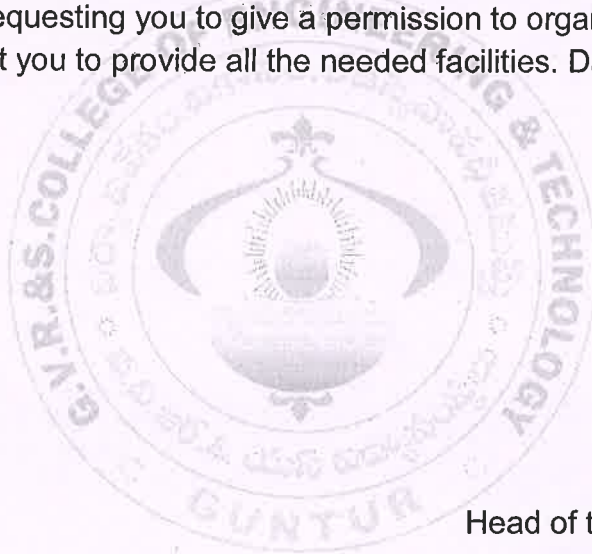 equesting you to give a permission to organ
t you to provide all the needed facilities. D
G.V.R.&S. COLLEGE OF ENGINEERING & TECHNOLOGY
GUNTUR
Head of t